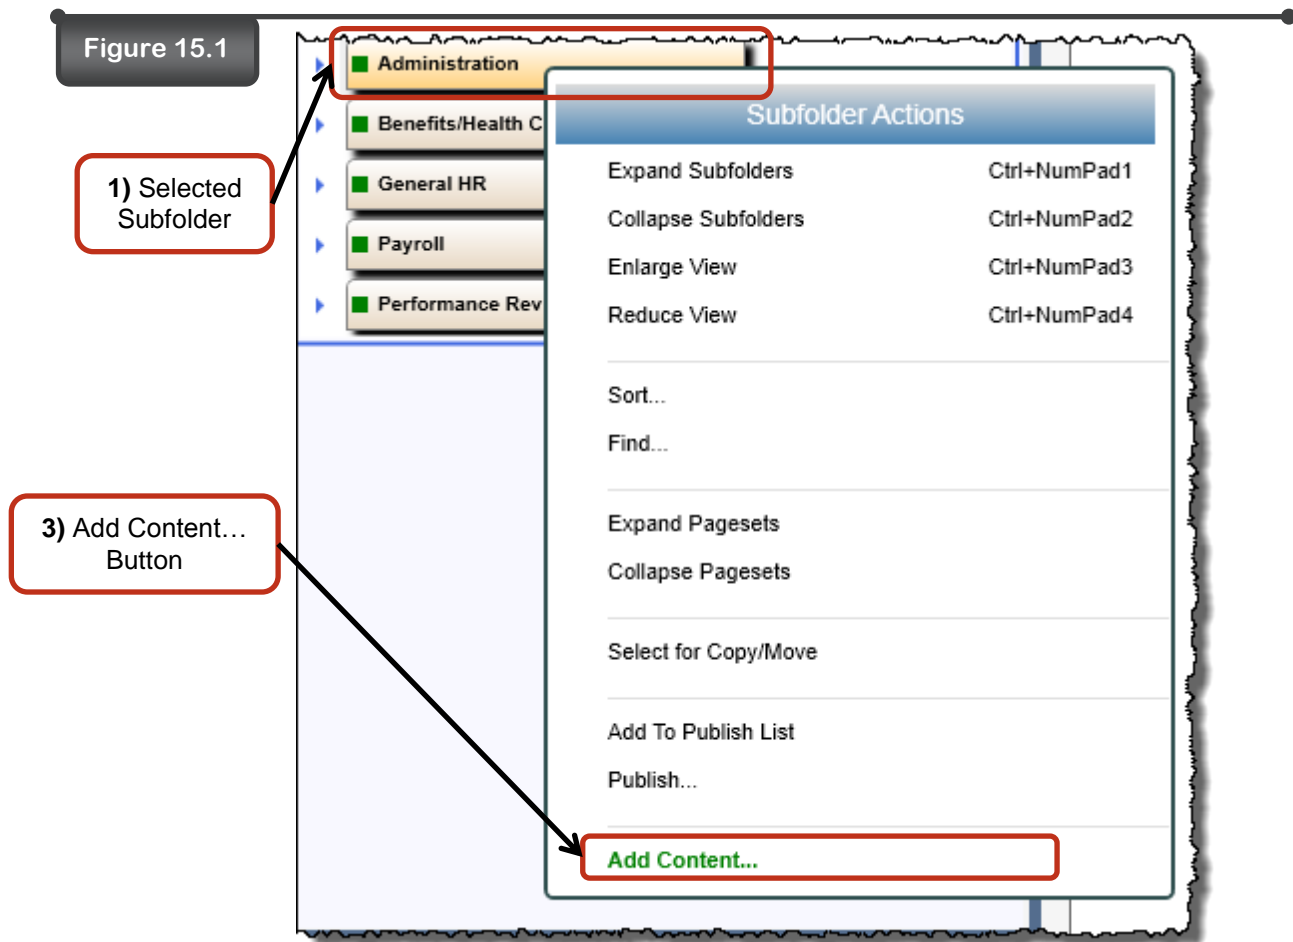 Figure 15.1
Administration
Benefits/Health C
General HR
Payroll
Performance Rev
1) Selected
Subfolder
3) Add Content…
Button
Subfolder Actions
Expand Subfolders Ctrl+NumPad1
Collapse Subfolders Ctrl+NumPad2
Enlarge View Ctrl+NumPad3
Reduce View Ctrl+NumPad4
Sort...
Find...
Expand Pagesets
Collapse Pagesets
Select for Copy/Move
Add To Publish List
Publish...
Add Content...